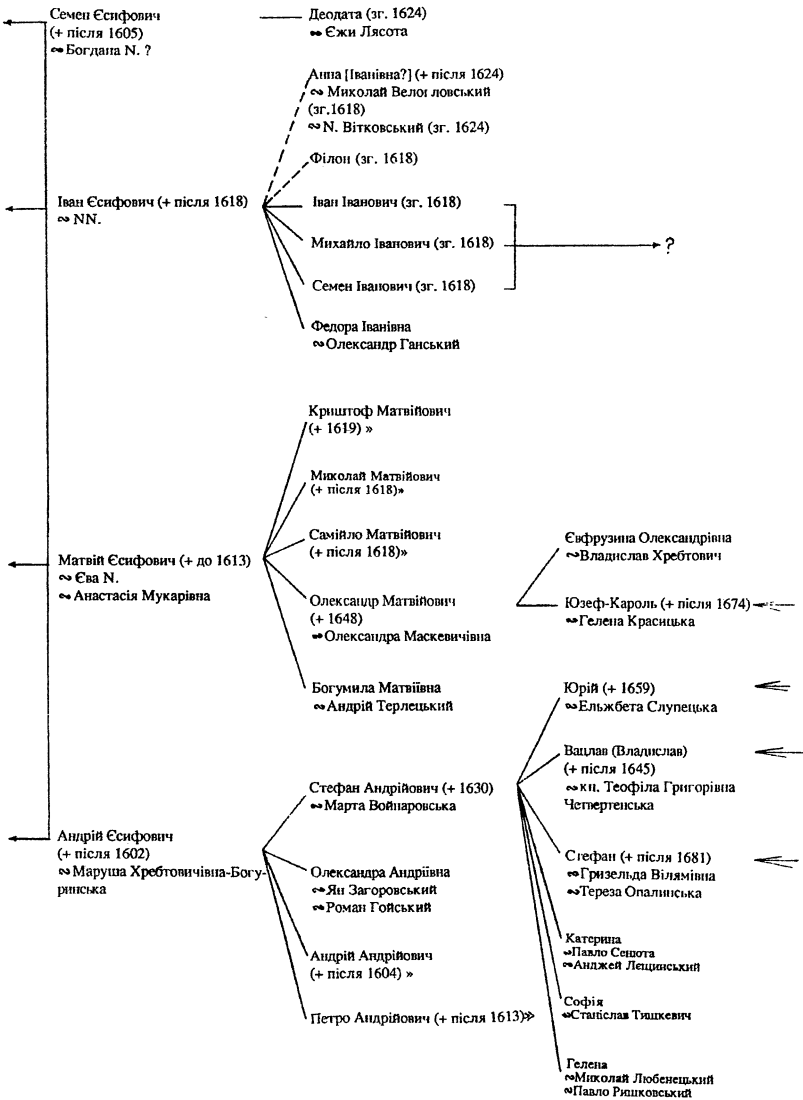 Семен Єсифович
(+ після 1605)
∾ Богдана N. ?
Деодата (зг. 1624)
∾ Єжи Лясота
Анна [Іванівна?] (+ після 1624)
∾ Миколай
(зг.1618)
∾ N. Вітковський (зг. 1624)
Філон (зг. 1618)
Іван Єсифович (+ після 1618)
∾ NN.
Іван Іванович (зг. 1618)
Михайло Іванович (зг. 1618)
?
Семен Іванович (зг. 1618)
Федора Іванівна
∾ Олександр Ганський
Криштоф Матвійович
(+ 1619) »
Миколай Матвійович
(+ після 1618)»
Самійло Матвійович
(+ після 1618)»
Євфрузина Олександрівна
∾ Владислав Хребтович
Матвій Єсифович (+ до 1613)
∾ Єва N.
∾ Анастасія Мукарівна
Олександр Матвійович
(+ 1648)
∾ Олександра Маскевичівна
Юзеф-Кароль (+ після 1674)
∾ Гелена Красицька
Богумила Матвіївна
∾ Андрій Терлецький
Юрій (+ 1659)
∾ Ельжбета Слупецька
Вацлав (Владислав)
(+ після 1645)
∾ кн. Теофіла Григорівна
Четвертенська
Стефан Андрійович (+ 1630)
∾ Марта Войнаровська
Андрій Єсифович
(+ після 1602)
∾ Маруша Хребтовичівна-Богу-
ринська
Стефан (+ після 1681)
∾ Гризельда Вілямівна
∾ Тереза Опалинська
Олександра Андріївна
∾ Ян Загоровський
∾ Роман Гойський
Катерина
∾ Павло Сенюта
∾ Анджей Лещинський
Андрій Андрійович
(+ після 1604) »
Софія
∾ Станіслав Тишкевич
Петро Андрійович (+ після 1613)»
Гелена
∾ Миколай Любенецький
∾ Павло Ришковський